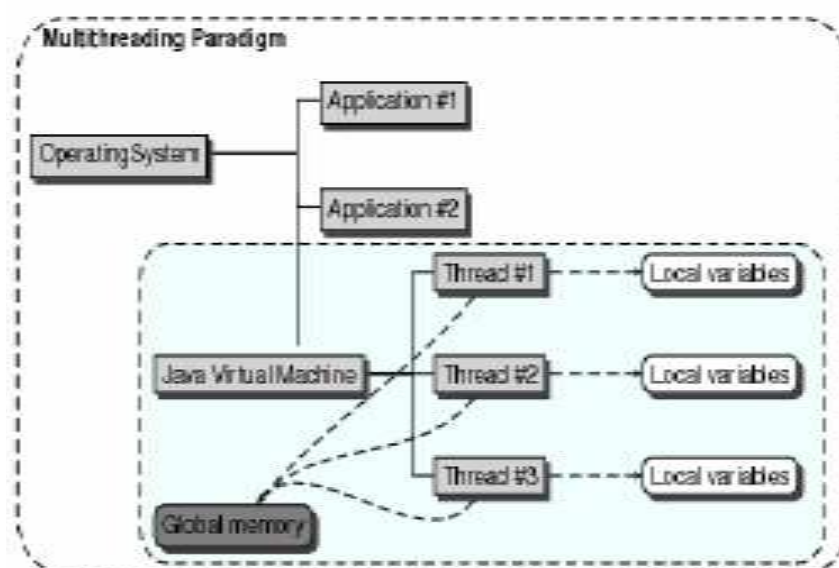 Multithreading Paradigm
Application #1
Operating System
Application #2
Thread #1
Local variables
Java Virtual Machine
Thread #2
Local variables
Thread #3
Local variables
Global memory